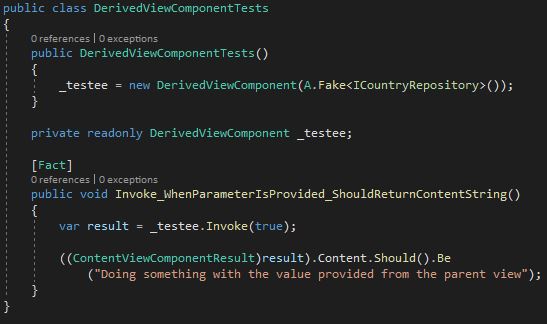 public class DerivedViewComponentTests
{
0 references | 0 exceptions
public DerivedViewComponentTests()
{
_testee = new DerivedViewComponent(A.Fake<ICountryRepository>());
}
private readonly DerivedViewComponent _testee;
[Fact]
0 references | 0 exceptions
public void Invoke_WhenParameterIsProvided_ShouldReturnContentString()
{
var result = _testee.Invoke(true);
((ContentViewComponentResult)result).Content.Should().Be
("Doing something with the value provided from the parent view");
}
}